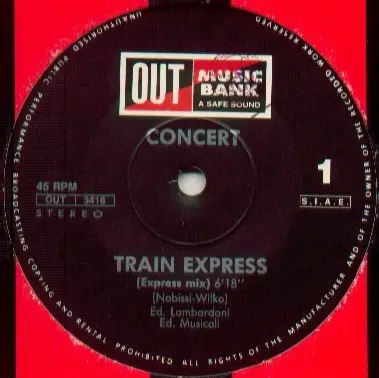 UNAUTHORISED PUBLIC PERFORMANCE BROADCASTING COPYING AND RENTAL PROHIBITED ALL RIGHTS OF THE MANUFACTURER AND OF THE OWNER OF THE RECORDED WORK RESERVED
OUT MUSIC
BANK
A SAFE SOUND
CONCERT
1
45 RPM
OUT 3416
STEREO
S.I.A.E.
TRAIN EXPRESS
(Express mix) 6'18''
(Nabissi-Wilko)
Ed. Lombardoni
Ed. Musicali